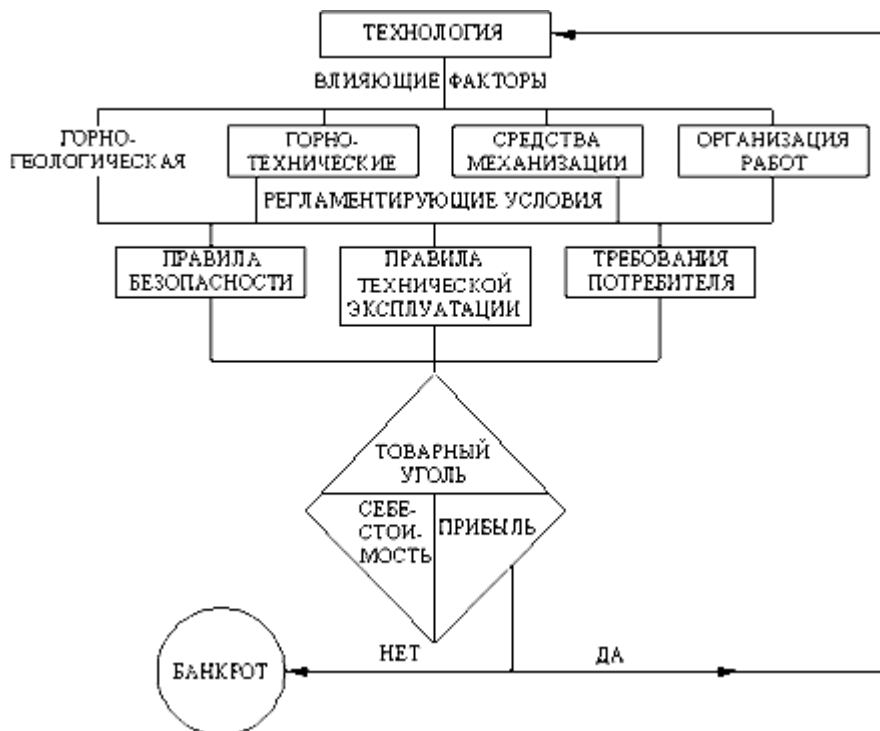 ТЕХНОЛОГИЯ
ВЛИЯЮЩИЕ ФАКТОРЫ
ГОРНО-
ГЕОЛОГИЧЕСКАЯ
ГОРНО-
ТЕХНИЧЕСКИЕ
СРЕДСТВА
МЕХАНИЗАЦИИ
ОРГАНИЗАЦИЯ
РАБОТ
РЕГЛАМЕНТИРУЮЩИЕ УСЛОВИЯ
ПРАВИЛА
БЕЗОПАСНОСТИ
ПРАВИЛА
ТЕХНИЧЕСКОЙ
ЭКСПЛУАТАЦИИ
ТРЕБОВАНИЯ
ПОТРЕБИТЕЛЯ
ТОВАРНЫЙ
УГОЛЬ
СЕБЕ-
СТОИ-
МОСТЬ
ПРИБЫЛЬ
НЕТ
ДА
БАНКРОТ